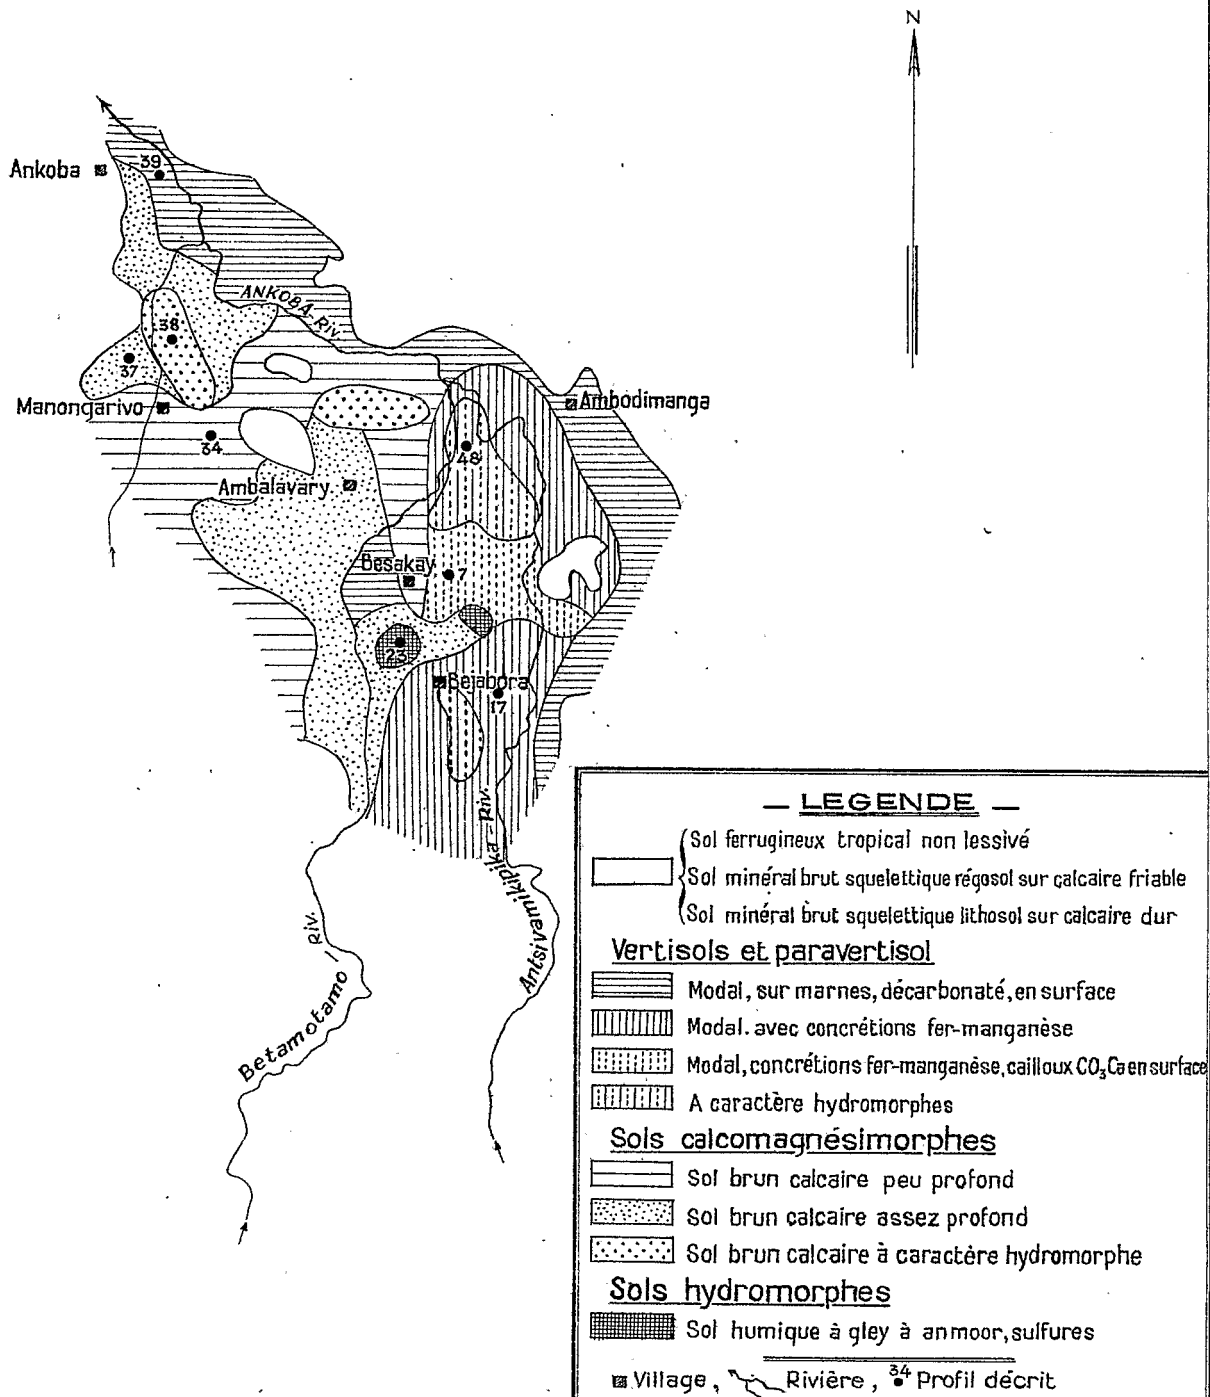 N
Ankoba
39
ANKOBA Riv
38
37
Manongarivo
Ambodimanga
34
48
Ambalavary
Besakay
7
23
Bejabora
17
Antsivamikipika - Riv.
Betamotamo - Riv.
— LEGENDE —
Sol ferrugineux tropical non lessivé
Sol minéral brut squelettique régosol sur calcaire friable
Sol minéral brut squelettique lithosol sur calcaire dur
Vertisols et paravertisol
Modal, sur marnes, décarbonaté, en surface
Modal. avec concrétions fer-manganèse
Modal, concrétions fer-manganèse, cailloux CO₃Ca en surface
A caractère hydromorphes
Sols calcomagnésimorphes
Sol brun calcaire peu profond
Sol brun calcaire assez profond
Sol brun calcaire à caractère hydromorphe
Sols hydromorphes
Sol humique à gley à anmoor, sulfures
Village, Rivière, 34 Profil décrit